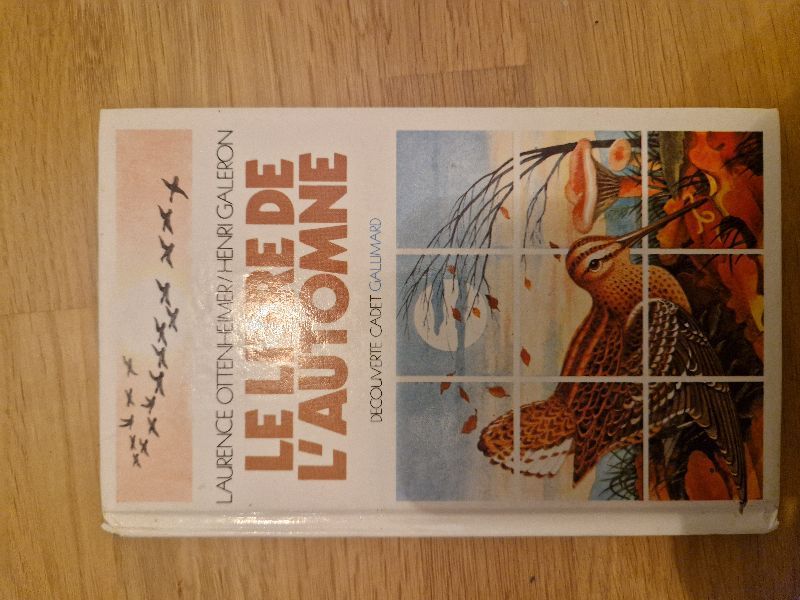 LAURENCE OTTENHEIMER/HENRI GALERON
LE LIVRE DE
L'AUTOMNE
DECOUVERTE CADET GALLIMARD